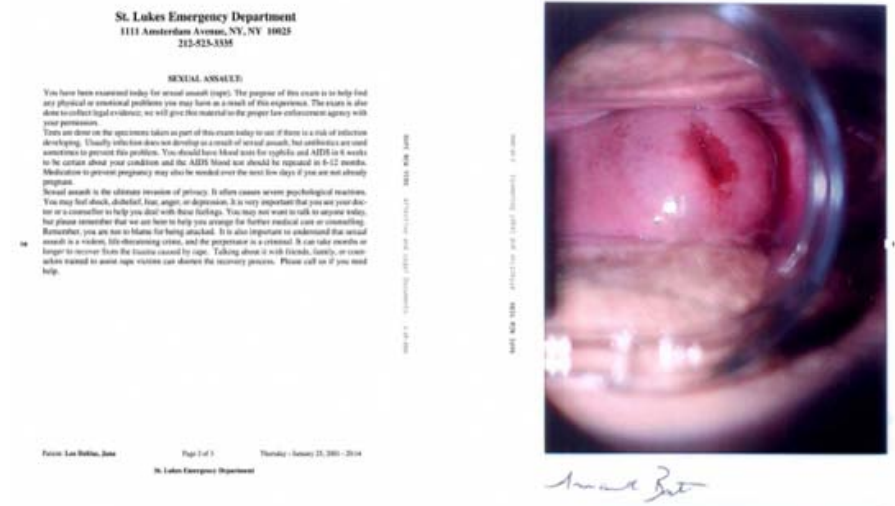 St. Lukes Emergency Department
1111 Amsterdam Avenue, NY, NY 10025
212-523-3335
SEXUAL ASSAULT:
You have been examined today for sexual assault (rape). The purpose of this exam is to help find
any physical or emotional problems you may have as a result of this experience. The exam is also
done to collect legal evidence; we will give this material to the proper law enforcement agency with
your permission.
Tests are done on the specimens taken as part of this exam today to see if there is a risk of infection
developing. Usually infection does not develop as a result of sexual assault, but antibiotics are used
sometimes to prevent this problem. You should have blood tests for syphilis and AIDS in 6 weeks
to be certain about your condition and the AIDS blood test should be repeated in 6-12 months.
Medication to prevent pregnancy may also be needed over the next few days if you are not already
pregnant.
Sexual assault is the ultimate invasion of privacy. It often causes severe psychological reactions.
You may feel shock, disbelief, fear, anger, or depression. It is very important that you see your doc-
tor or a counsellor to help you deal with these feelings. You may not want to talk to anyone today,
but please remember that we are here to help you arrange for further medical care or counselling.
Remember, you are not to blame for being attacked. It is also important to understand that sexual
assault is a violent, life-threatening crime, and the perpetrator is a criminal. It can take months or
longer to recover from the trauma caused by rape. Talking about it with friends, family, or coun-
selors trained to assist rape victims can shorten the recovery process. Please call us if you need
help.
Patient: Leo Jana
Page 2 of 3
Thursday - January 25, 2001 - 20:14
St. Lukes Emergency Department
RAPE NEW YORK